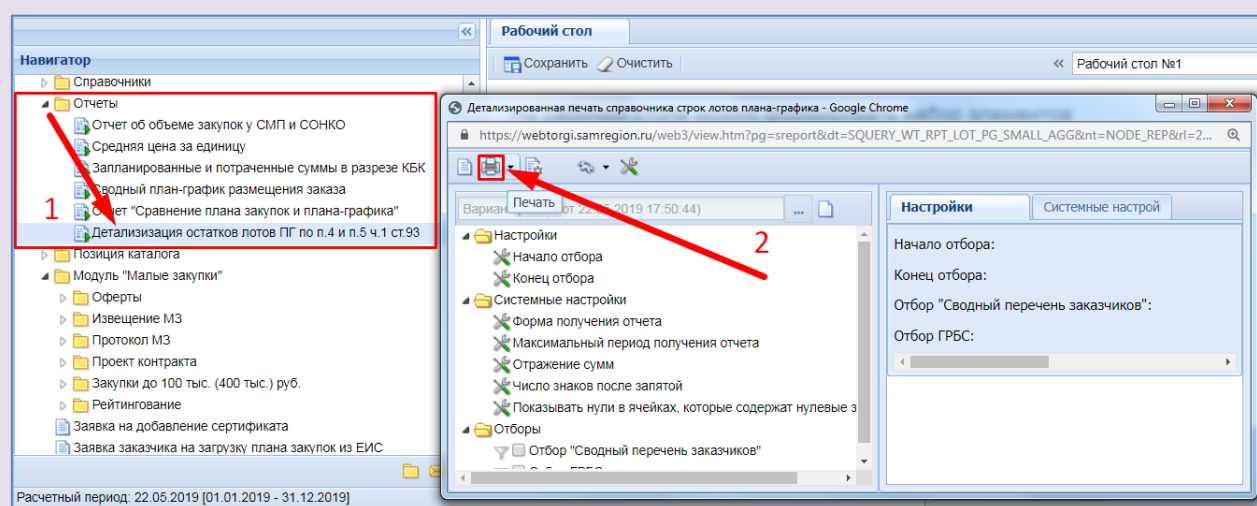 Навигатор
Справочники
Отчеты
Отчет об объеме закупок у СМП и СОНКО
Средняя цена за единицу
Запланированные и потраченные суммы в разрезе КБК
Сводный план-график размещения заказа
Отчет "Сравнение плана закупок и плана-графика"
1
Детализизация остатков лотов ПГ по п.4 и п.5 ч.1 ст.93
Позиция каталога
Модуль "Малые закупки"
Оферты
Извещение МЗ
Протокол МЗ
Проект контракта
Закупки до 100 тыс. (400 тыс.) руб.
Рейтингование
Заявка на добавление сертификата
Заявка заказчика на загрузку плана закупок из ЕИС
Расчетный период: 22.05.2019 [01.01.2019 - 31.12.2019]
Рабочий стол
Сохранить Очистить
Рабочий стол №1
Детализированная печать справочника строк лотов плана-графика - Google Chrome
https://webtorgi.samregion.ru/web3/view.htm?pg=sreport&dt=SQUERY_WT_RPT_LOT_PG_SMALL_AGG&nt=NODE_REP&rl=2...
Печать
от 22.05.2019 17:50:44) ...
2
Настройки
Начало отбора
Конец отбора
Системные настройки
Форма получения отчета
Максимальный период получения отчета
Отражение сумм
Число знаков после запятой
Показывать нули в ячейках, которые содержат нулевые з
Отборы
Отбор "Сводный перечень заказчиков"
Настройки Системные настрой
Начало отбора:
Конец отбора:
Отбор "Сводный перечень заказчиков":
Отбор ГРБС: